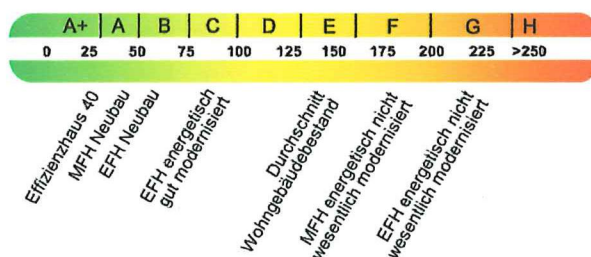 A+ A B C D E F G H
0 25 50 75 100 125 150 175 200 225 >250
Effizienzhaus 40
MFH Neubau
EFH Neubau
EFH energetisch
gut modernisiert
Durchschnitt
Wohngebäudebestand
MFH energetisch nicht
wesentlich modernisiert
EFH energetisch nicht
wesentlich modernisiert